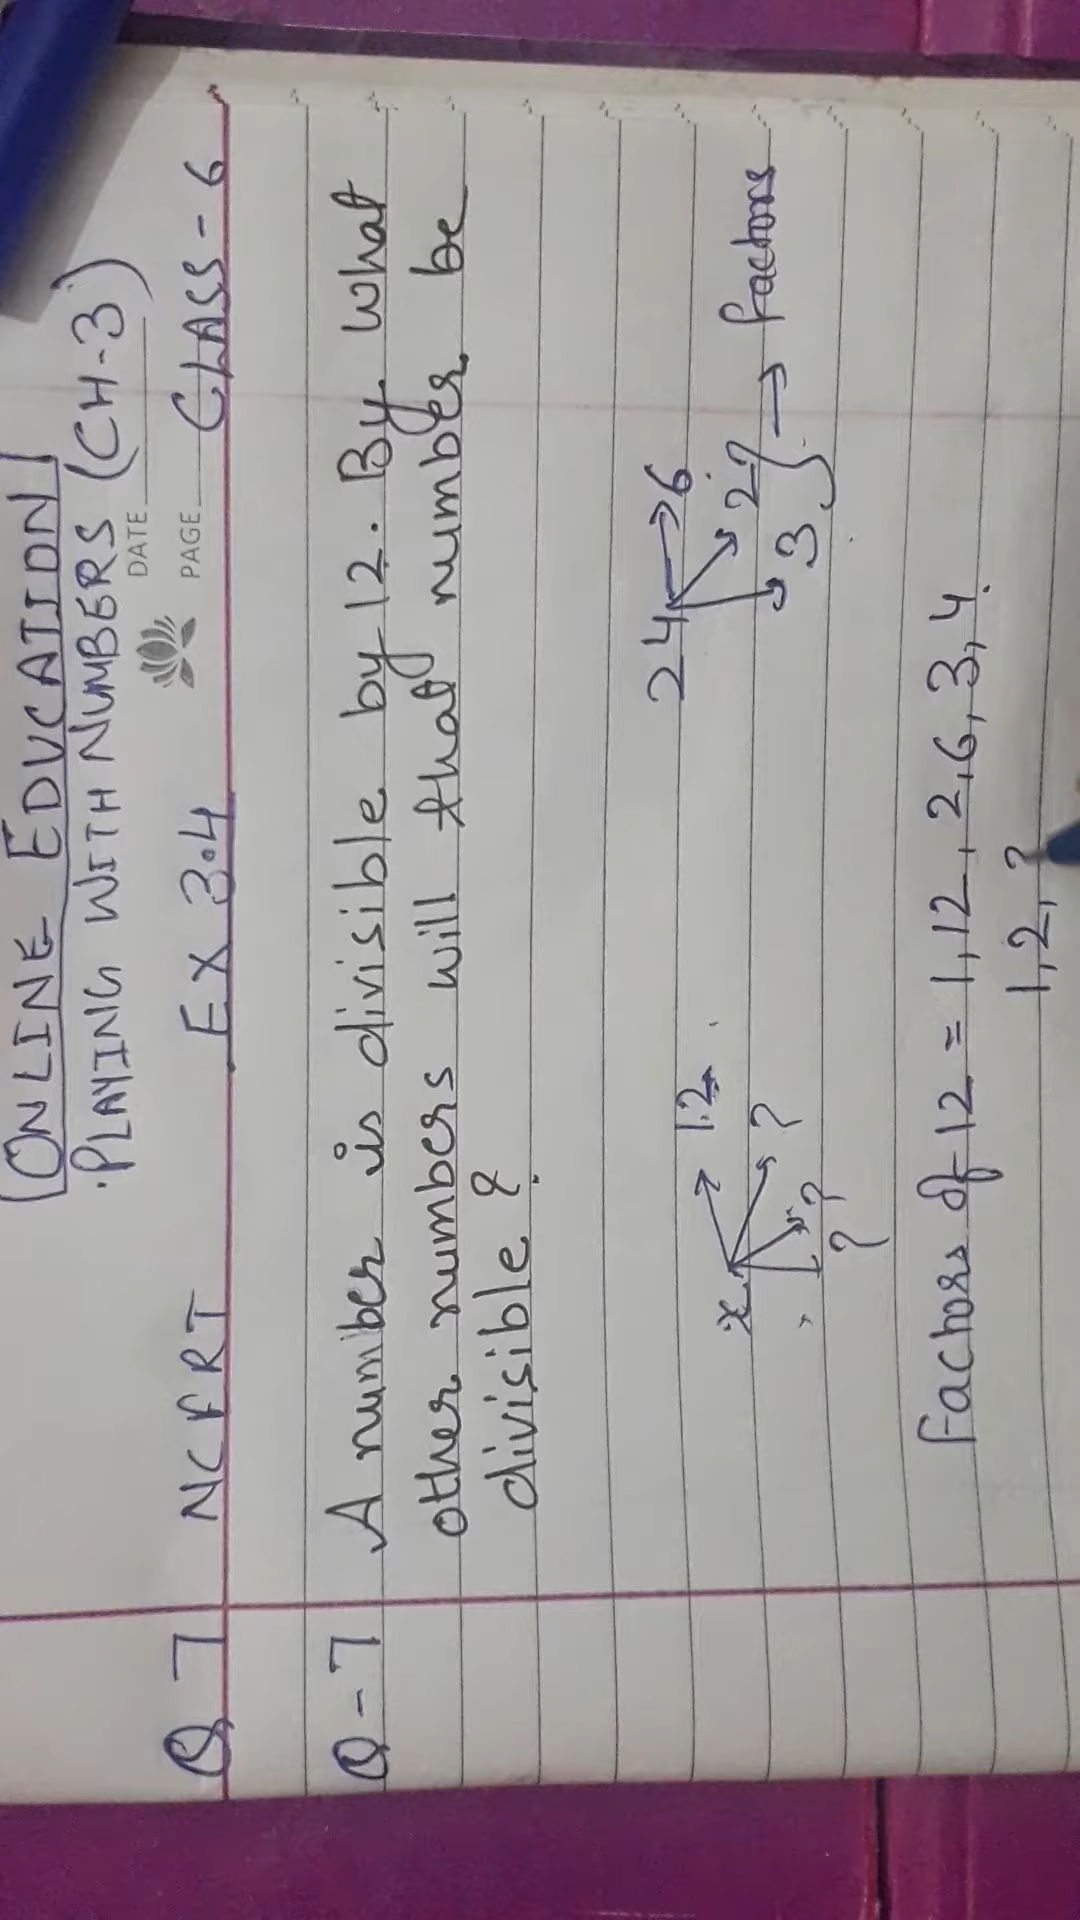 ONLINE EDUCATION
PLAYING WITH NUMBERS (CH-3)
DATE
PAGE
Q 7 NCERT EX 3.4 CLASS - 6
Q-7 A number is divisible by 12. By what
other numbers will that number be
divisible ?
x 12
? ? ?
24 6
2 ?
3 → factors
factors of 12 = 1, 12, 2, 6, 3, 4.
1, 2, ?